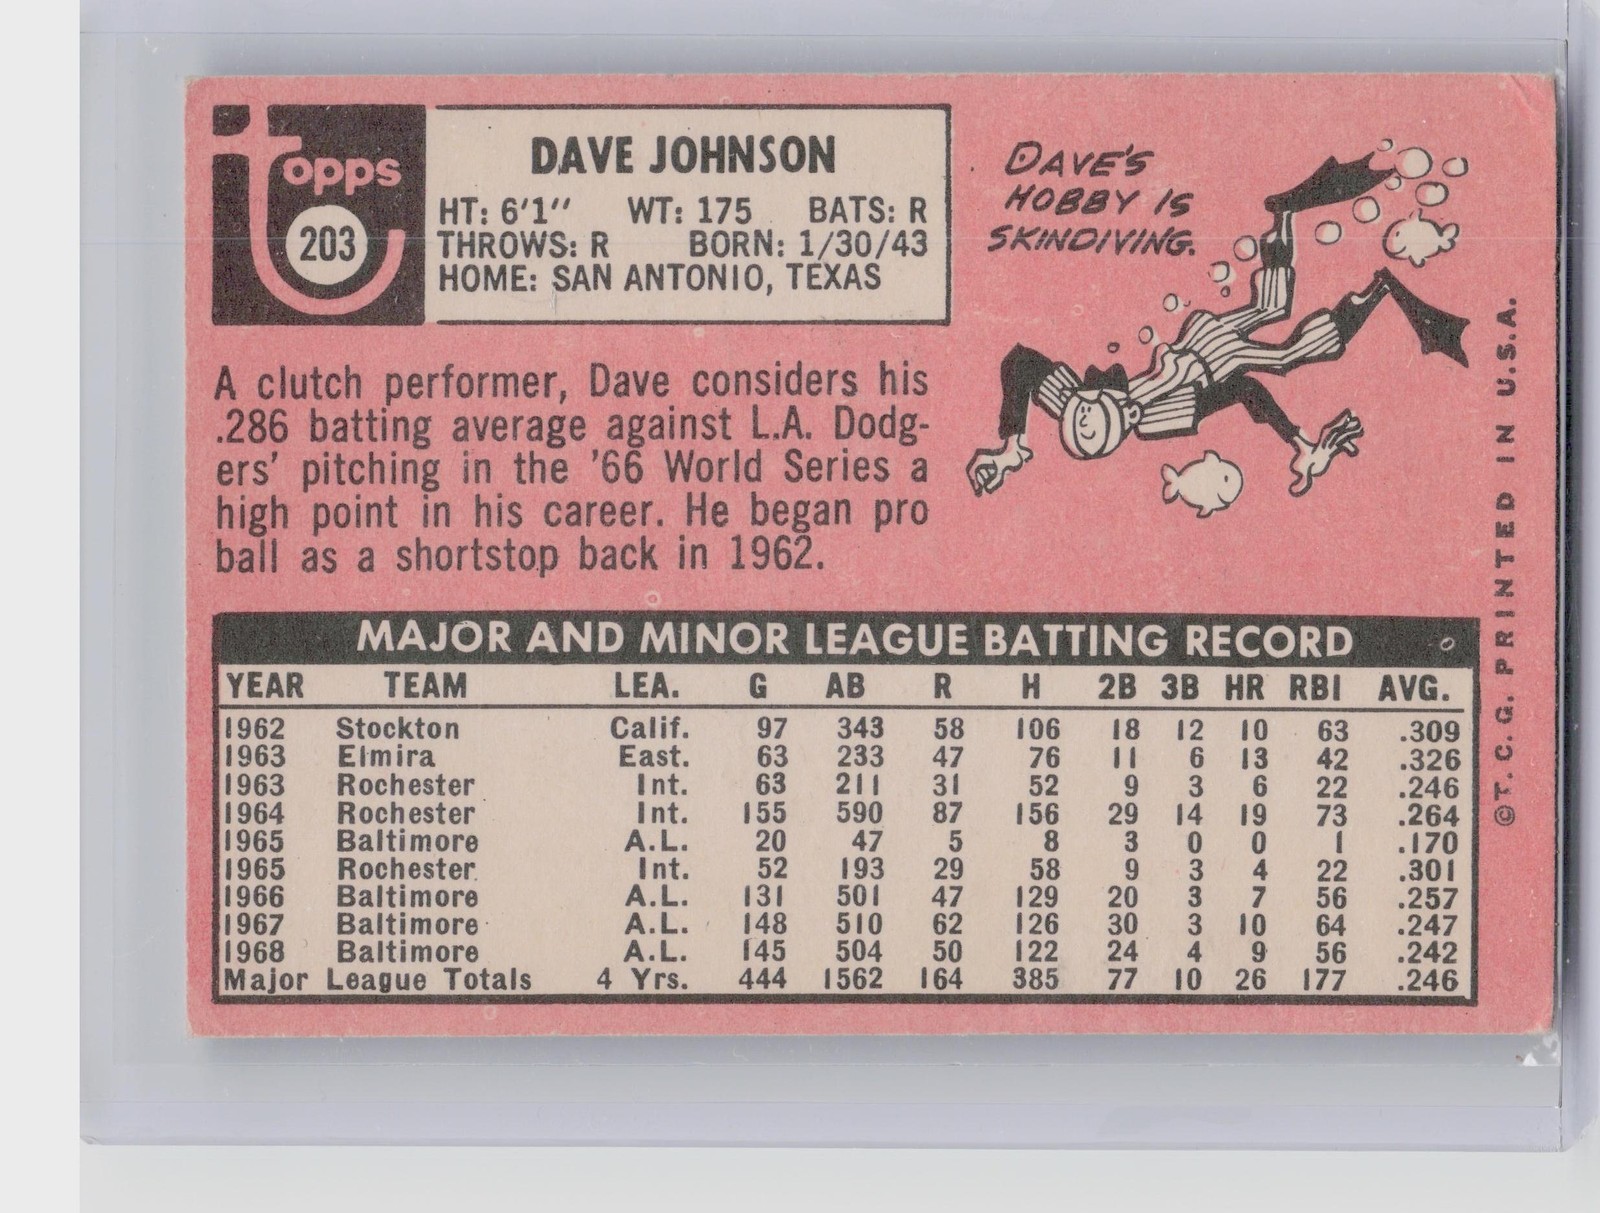 topps
203
DAVE JOHNSON
HT: 6'1" WT: 175 BATS: R
THROWS: R BORN: 1/30/43
HOME: SAN ANTONIO, TEXAS
DAVE'S
HOBBY IS
SKINDIVING.
A clutch performer, Dave considers his
.286 batting average against L.A. Dodg-
ers' pitching in the '66 World Series a
high point in his career. He began pro
ball as a shortstop back in 1962.
MAJOR AND MINOR LEAGUE BATTING RECORD
YEAR TEAM LEA. G AB R H 2B 3B HR RBI AVG.
1962 Stockton Calif. 97 343 58 106 18 12 10 63 .309
1963 Elmira East. 63 233 47 76 11 6 13 42 .326
1963 Rochester Int. 63 211 31 52 9 3 6 22 .246
1964 Rochester Int. 155 590 87 156 29 14 19 73 .264
1965 Baltimore A.L. 20 47 5 8 3 0 0 1 .170
1965 Rochester Int. 52 193 29 58 9 3 4 22 .301
1966 Baltimore A.L. 131 501 47 129 20 3 7 56 .257
1967 Baltimore A.L. 148 510 62 126 30 3 10 64 .247
1968 Baltimore A.L. 145 504 50 122 24 4 9 56 .242
Major League Totals 4 Yrs. 444 1562 164 385 77 10 26 177 .246
©T.C.G. PRINTED IN U.S.A.